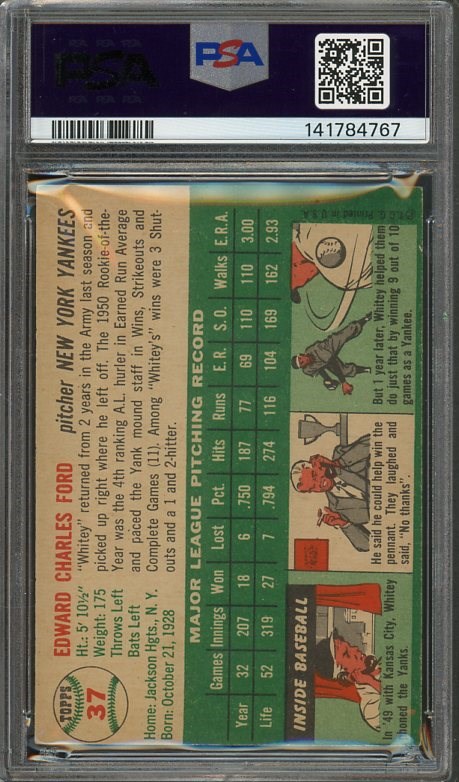 PSA
PSA
141784767
TOPPS
37
EDWARD CHARLES FORD pitcher NEW YORK YANKEES
Ht.: 5' 10½"
Weight: 175
Throws Left
Bats Left
Home: Jackson Hgts., N. Y.
Born: October 21, 1928
"Whitey" returned from 2 years in the Army last season and
picked up right where he left off. The 1950 Rookie-of-the-
Year was the 4th ranking A.L. hurler in Earned Run Average
and paced the Yank mound staff in Wins, Strikeouts and
Complete Games (11). Among "Whitey's" wins were 3 Shut-
outs and a 1 and 2-hitter.
MAJOR LEAGUE PITCHING RECORD
Games Innings Won Lost Pct. Hits Runs E.R. S.O. Walks E.R.A.
Year 32 207 18 6 .750 187 77 69 110 110 3.00
Life 52 319 27 7 .794 274 116 104 169 162 2.93
INSIDE BASEBALL
In '49 with Kansas City, Whitey
phoned the Yanks.
He said he could help win the
pennant. They laughed and
said, "No thanks".
But 1 year later, Whitey helped them
do just that by winning 9 out of 10
games as a Yankee.
©T.C.G. Printed in U.S.A.